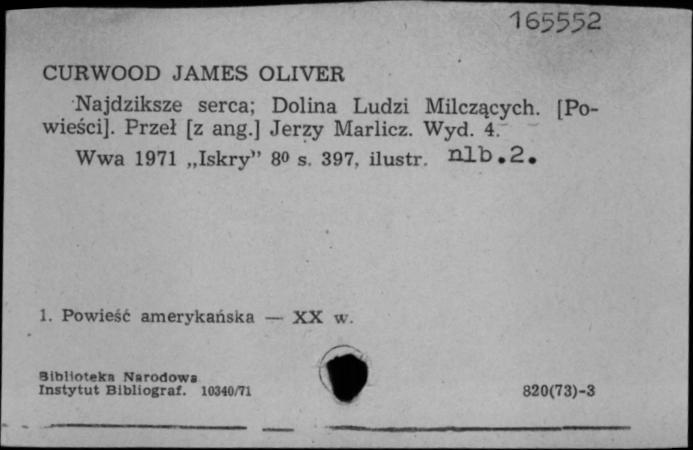 165552
CURWOOD JAMES OLIVER
Najdziksze serca; Dolina Ludzi Milczących. [Po-
wieści]. Przeł [z ang.] Jerzy Marlicz. Wyd. 4.
Wwa 1971 „Iskry” 8⁰ s. 397, ilustr. nlb.2.
1. Powieść amerykańska — XX w.
Biblioteka Narodowa
Instytut Bibliograf. 10340/71 820(73)-3